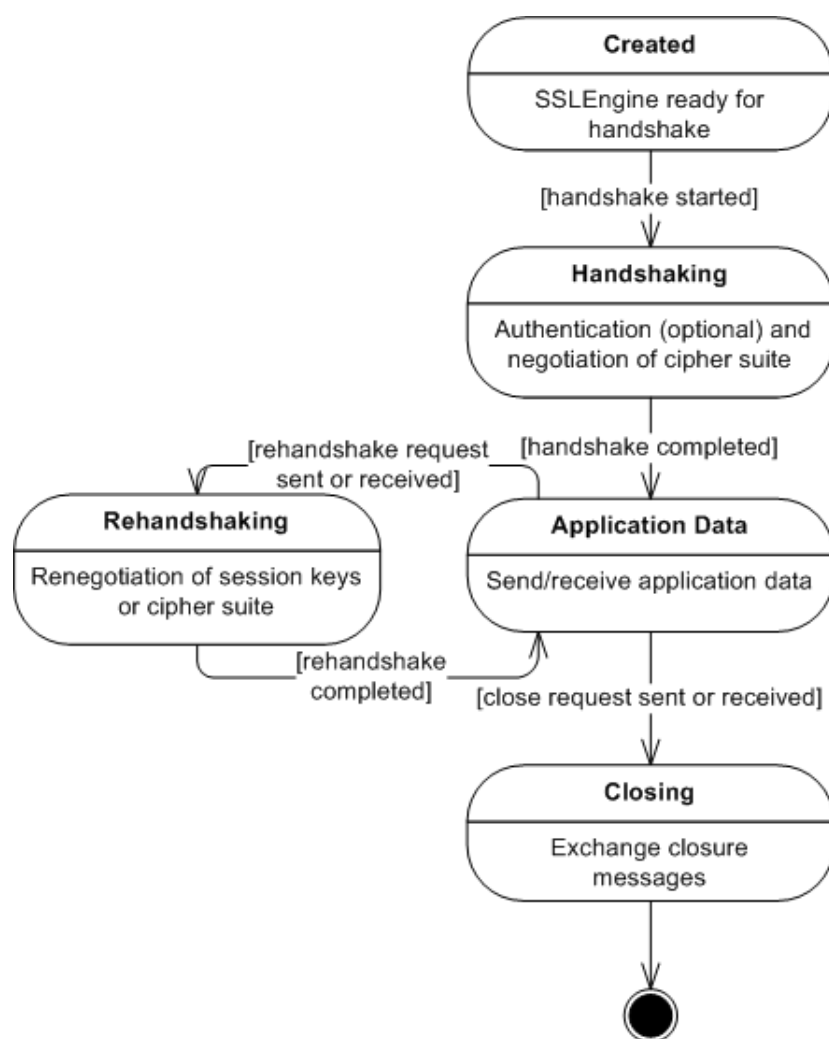 Created
SSLEngine ready for
handshake
[handshake started]
Handshaking
Authentication (optional) and
negotiation of cipher suite
[handshake completed]
[rehandshake request
sent or received]
Rehandshaking
Renegotiation of session keys
or cipher suite
Application Data
Send/receive application data
[rehandshake
completed]
[close request sent or received]
Closing
Exchange closure
messages